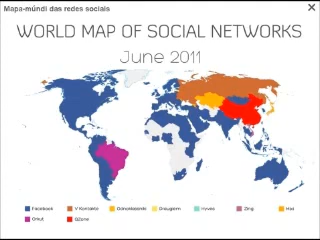 Mapa-múndi das redes sociais
WORLD MAP OF SOCIAL NETWORKS
June 2011
Facebook V Kontakte Odnoklassniki Draugiem Hyves Zing Maktoob
Orkut QZone